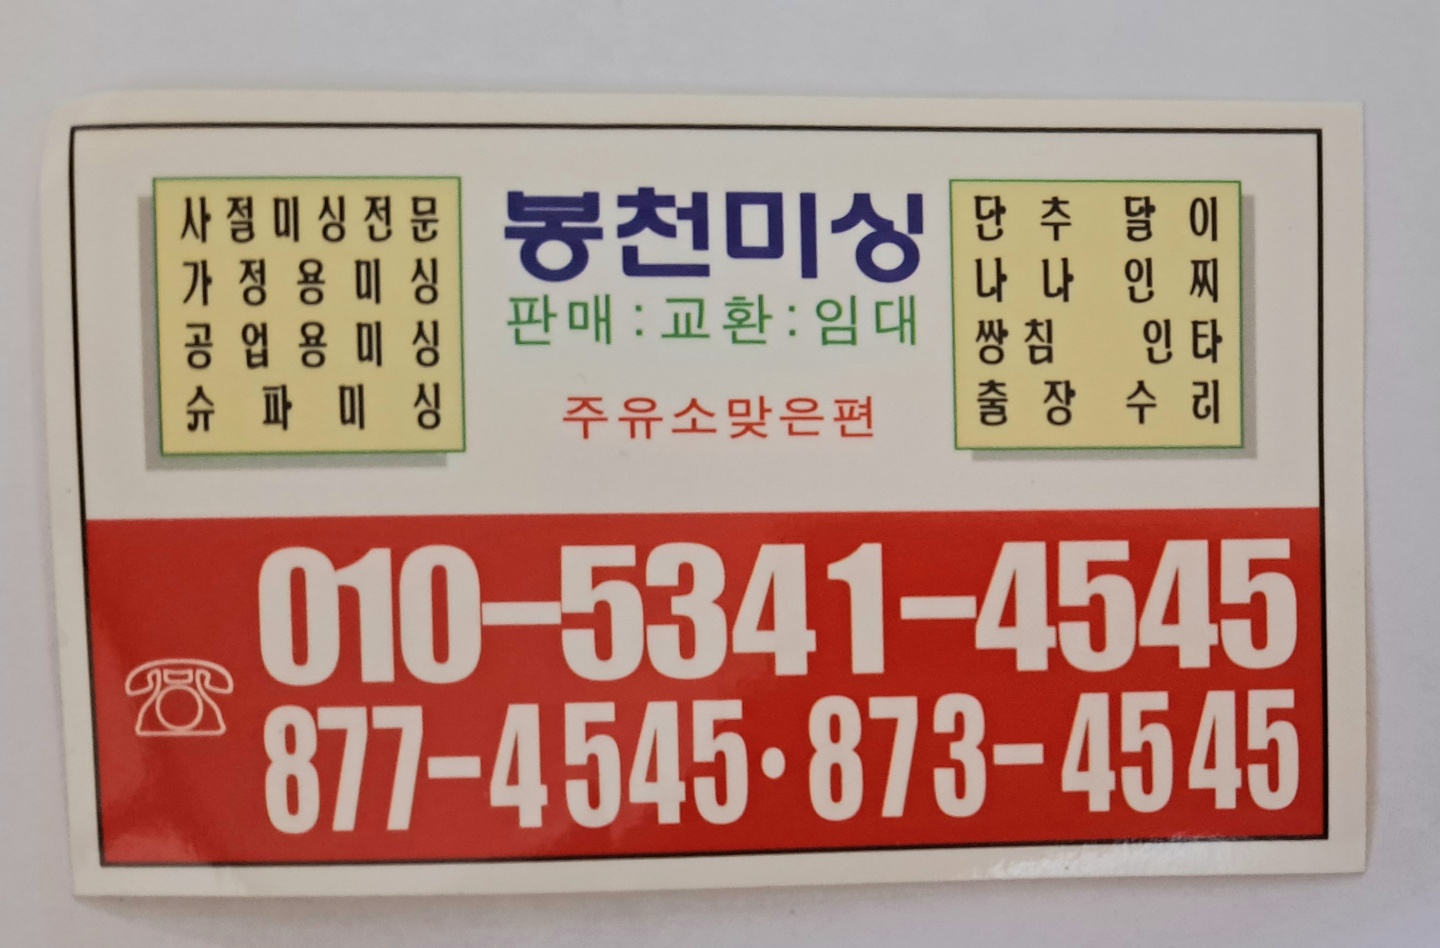 사절미싱전문
가정용미싱
공업용미싱
슈파미싱
봉천미싱
판매:교환:임대
주유소맞은편
단추달이
나나인찌
쌍침인타
출장수리
010-5341-4545
877-4545·873-4545